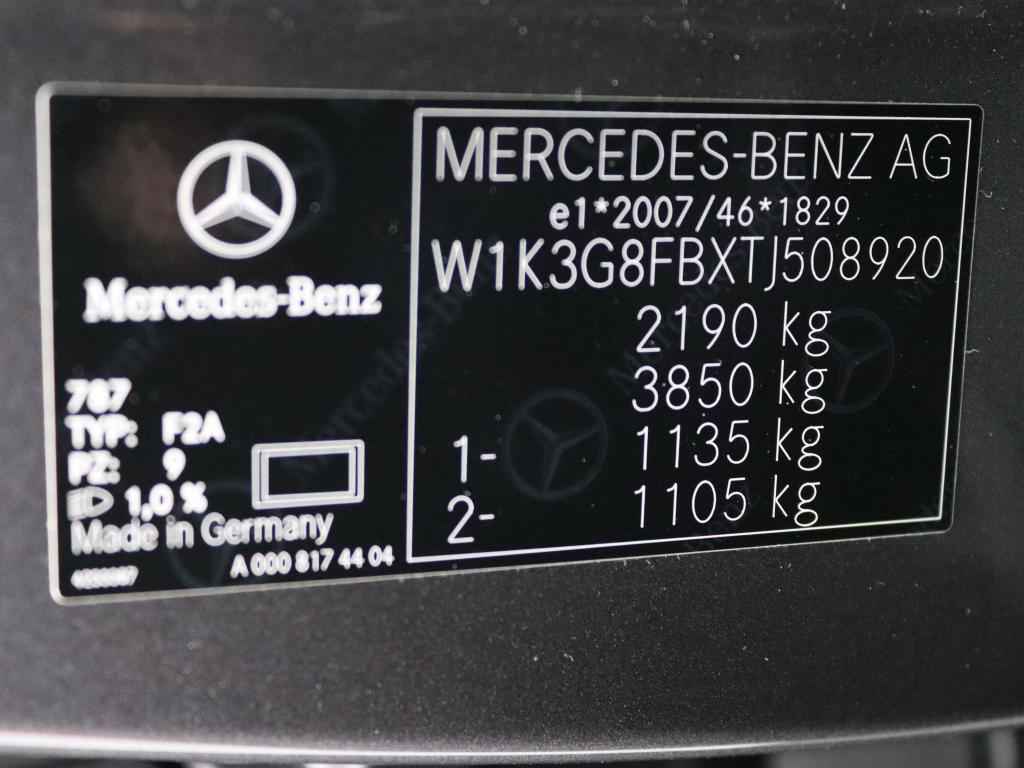 Mercedes-Benz
787
TYP: F2A
PZ: 9
1,0 %
Made in Germany
A 000 817 44 04
MERCEDES-BENZ AG
e1*2007/46*1829
W1K3G8FBXTJ508920
2190 kg
3850 kg
1- 1135 kg
2- 1105 kg